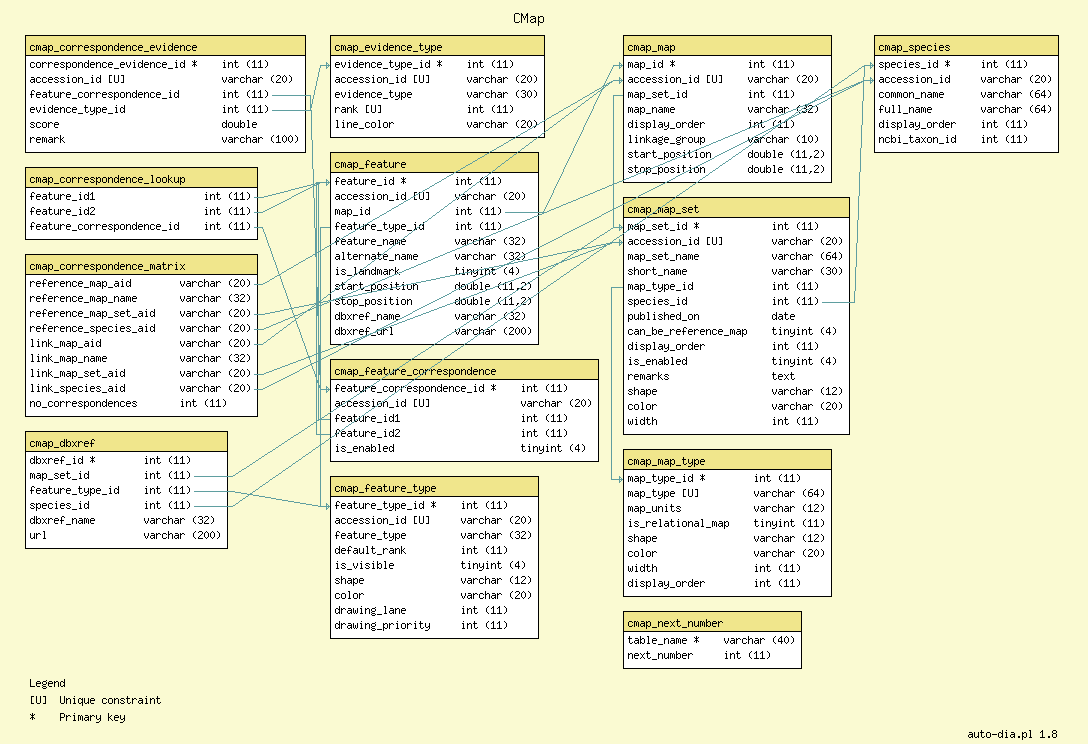 CMap
cmap_correspondence_evidence
correspondence_evidence_id * int (11)
accession_id [U] varchar (20)
feature_correspondence_id int (11)
evidence_type_id int (11)
score double
remark varchar (100)
cmap_correspondence_lookup
feature_id1 int (11)
feature_id2 int (11)
feature_correspondence_id int (11)
cmap_correspondence_matrix
reference_map_aid varchar (20)
reference_map_name varchar (32)
reference_map_set_aid varchar (20)
reference_species_aid varchar (20)
link_map_aid varchar (20)
link_map_name varchar (32)
link_map_set_aid varchar (20)
link_species_aid varchar (20)
no_correspondences int (11)
cmap_dbxref
dbxref_id * int (11)
map_set_id int (11)
feature_type_id int (11)
species_id int (11)
dbxref_name varchar (32)
url varchar (200)
cmap_evidence_type
evidence_type_id * int (11)
accession_id [U] varchar (20)
evidence_type varchar (30)
rank [U] int (11)
line_color varchar (20)
cmap_feature
feature_id * int (11)
accession_id [U] varchar (20)
map_id int (11)
feature_type_id int (11)
feature_name varchar (32)
alternate_name varchar (32)
is_landmark tinyint (4)
start_position double (11,2)
stop_position double (11,2)
dbxref_name varchar (32)
dbxref_url varchar (200)
cmap_feature_correspondence
feature_correspondence_id * int (11)
accession_id [U] varchar (20)
feature_id1 int (11)
feature_id2 int (11)
is_enabled tinyint (4)
cmap_feature_type
feature_type_id * int (11)
accession_id [U] varchar (20)
feature_type varchar (32)
default_rank int (11)
is_visible tinyint (4)
shape varchar (12)
color varchar (20)
drawing_lane int (11)
drawing_priority int (11)
cmap_map
map_id * int (11)
accession_id [U] varchar (20)
map_set_id int (11)
map_name varchar (32)
display_order int (11)
linkage_group varchar (10)
start_position double (11,2)
stop_position double (11,2)
cmap_map_set
map_set_id * int (11)
accession_id [U] varchar (20)
map_set_name varchar (64)
short_name varchar (30)
map_type_id int (11)
species_id int (11)
published_on date
can_be_reference_map tinyint (4)
display_order int (11)
is_enabled tinyint (4)
remarks text
shape varchar (12)
color varchar (20)
width int (11)
cmap_map_type
map_type_id * int (11)
map_type [U] varchar (64)
map_units varchar (12)
is_relational_map tinyint (11)
shape varchar (12)
color varchar (20)
width int (11)
display_order int (11)
cmap_next_number
table_name * varchar (40)
next_number int (11)
cmap_species
species_id * int (11)
accession_id varchar (20)
common_name varchar (64)
full_name varchar (64)
display_order int (11)
ncbi_taxon_id int (11)
Legend
[U] Unique constraint
* Primary key
auto-dia.pl 1.8